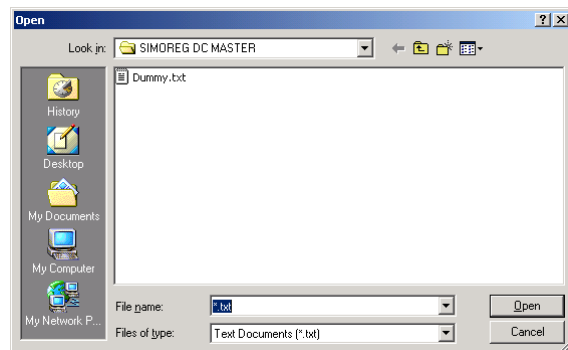 Open
Look in: SIMOREG DC MASTER
Dummy.txt
History
Desktop
My Documents
My Computer
My Network P...
File name: *.txt
Open
Files of type: Text Documents (*.txt)
Cancel